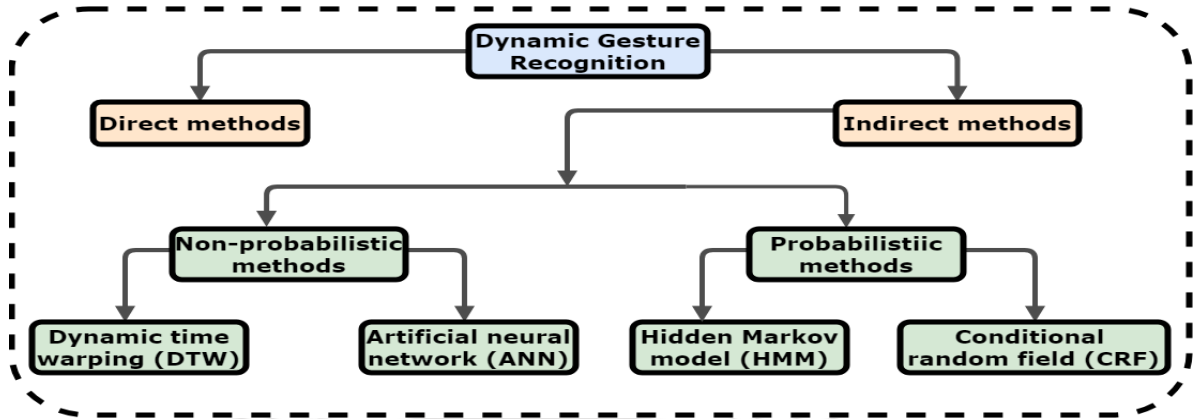 Dynamic Gesture
Recognition
Direct methods
Indirect methods
Non-probabilistic
methods
Probabilistiic
methods
Dynamic time
warping (DTW)
Artificial neural
network (ANN)
Hidden Markov
model (HMM)
Conditional
random field (CRF)